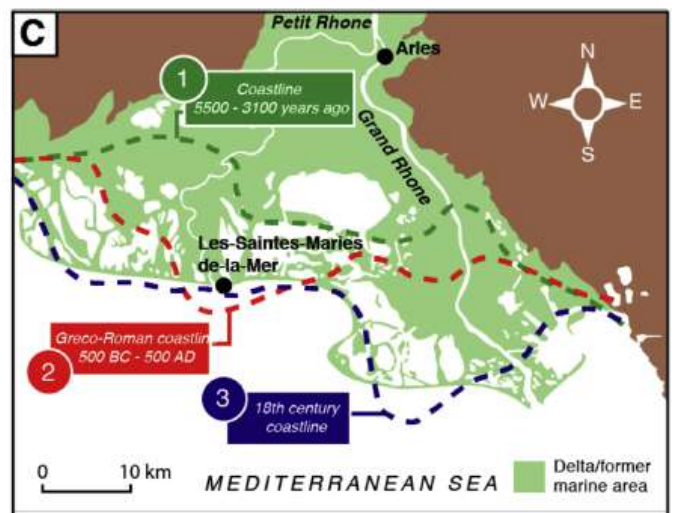 C
Petit Rhone
Arles
1
Coastline
5500 - 3100 years ago
N
W E
S
Grand Rhone
Les-Saintes-Maries
de-la-Mer
Greco-Roman coastlin
500 BC - 500 AD
2
3
18th century
coastline
0 10 km
MEDITERRANEAN SEA
Delta/former
marine area